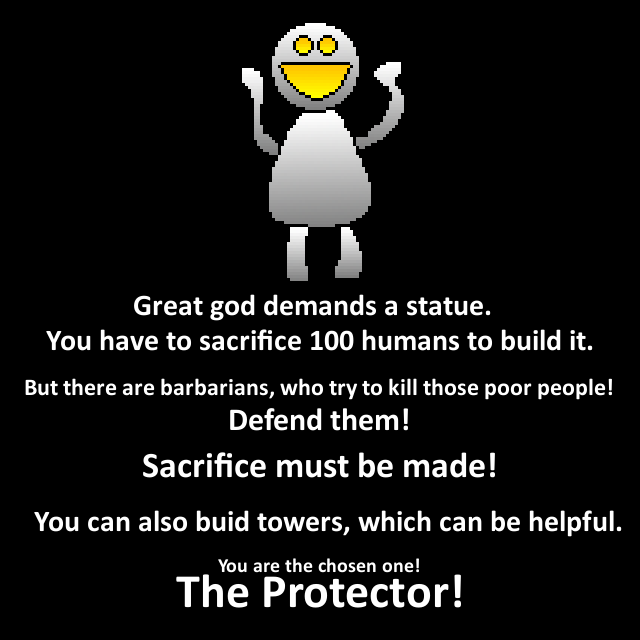 Great god demands a statue.
You have to sacrifice 100 humans to build it.
But there are barbarians, who try to kill those poor people!
Defend them!
Sacrifice must be made!
You can also buid towers, which can be helpful.
You are the chosen one!
The Protector!